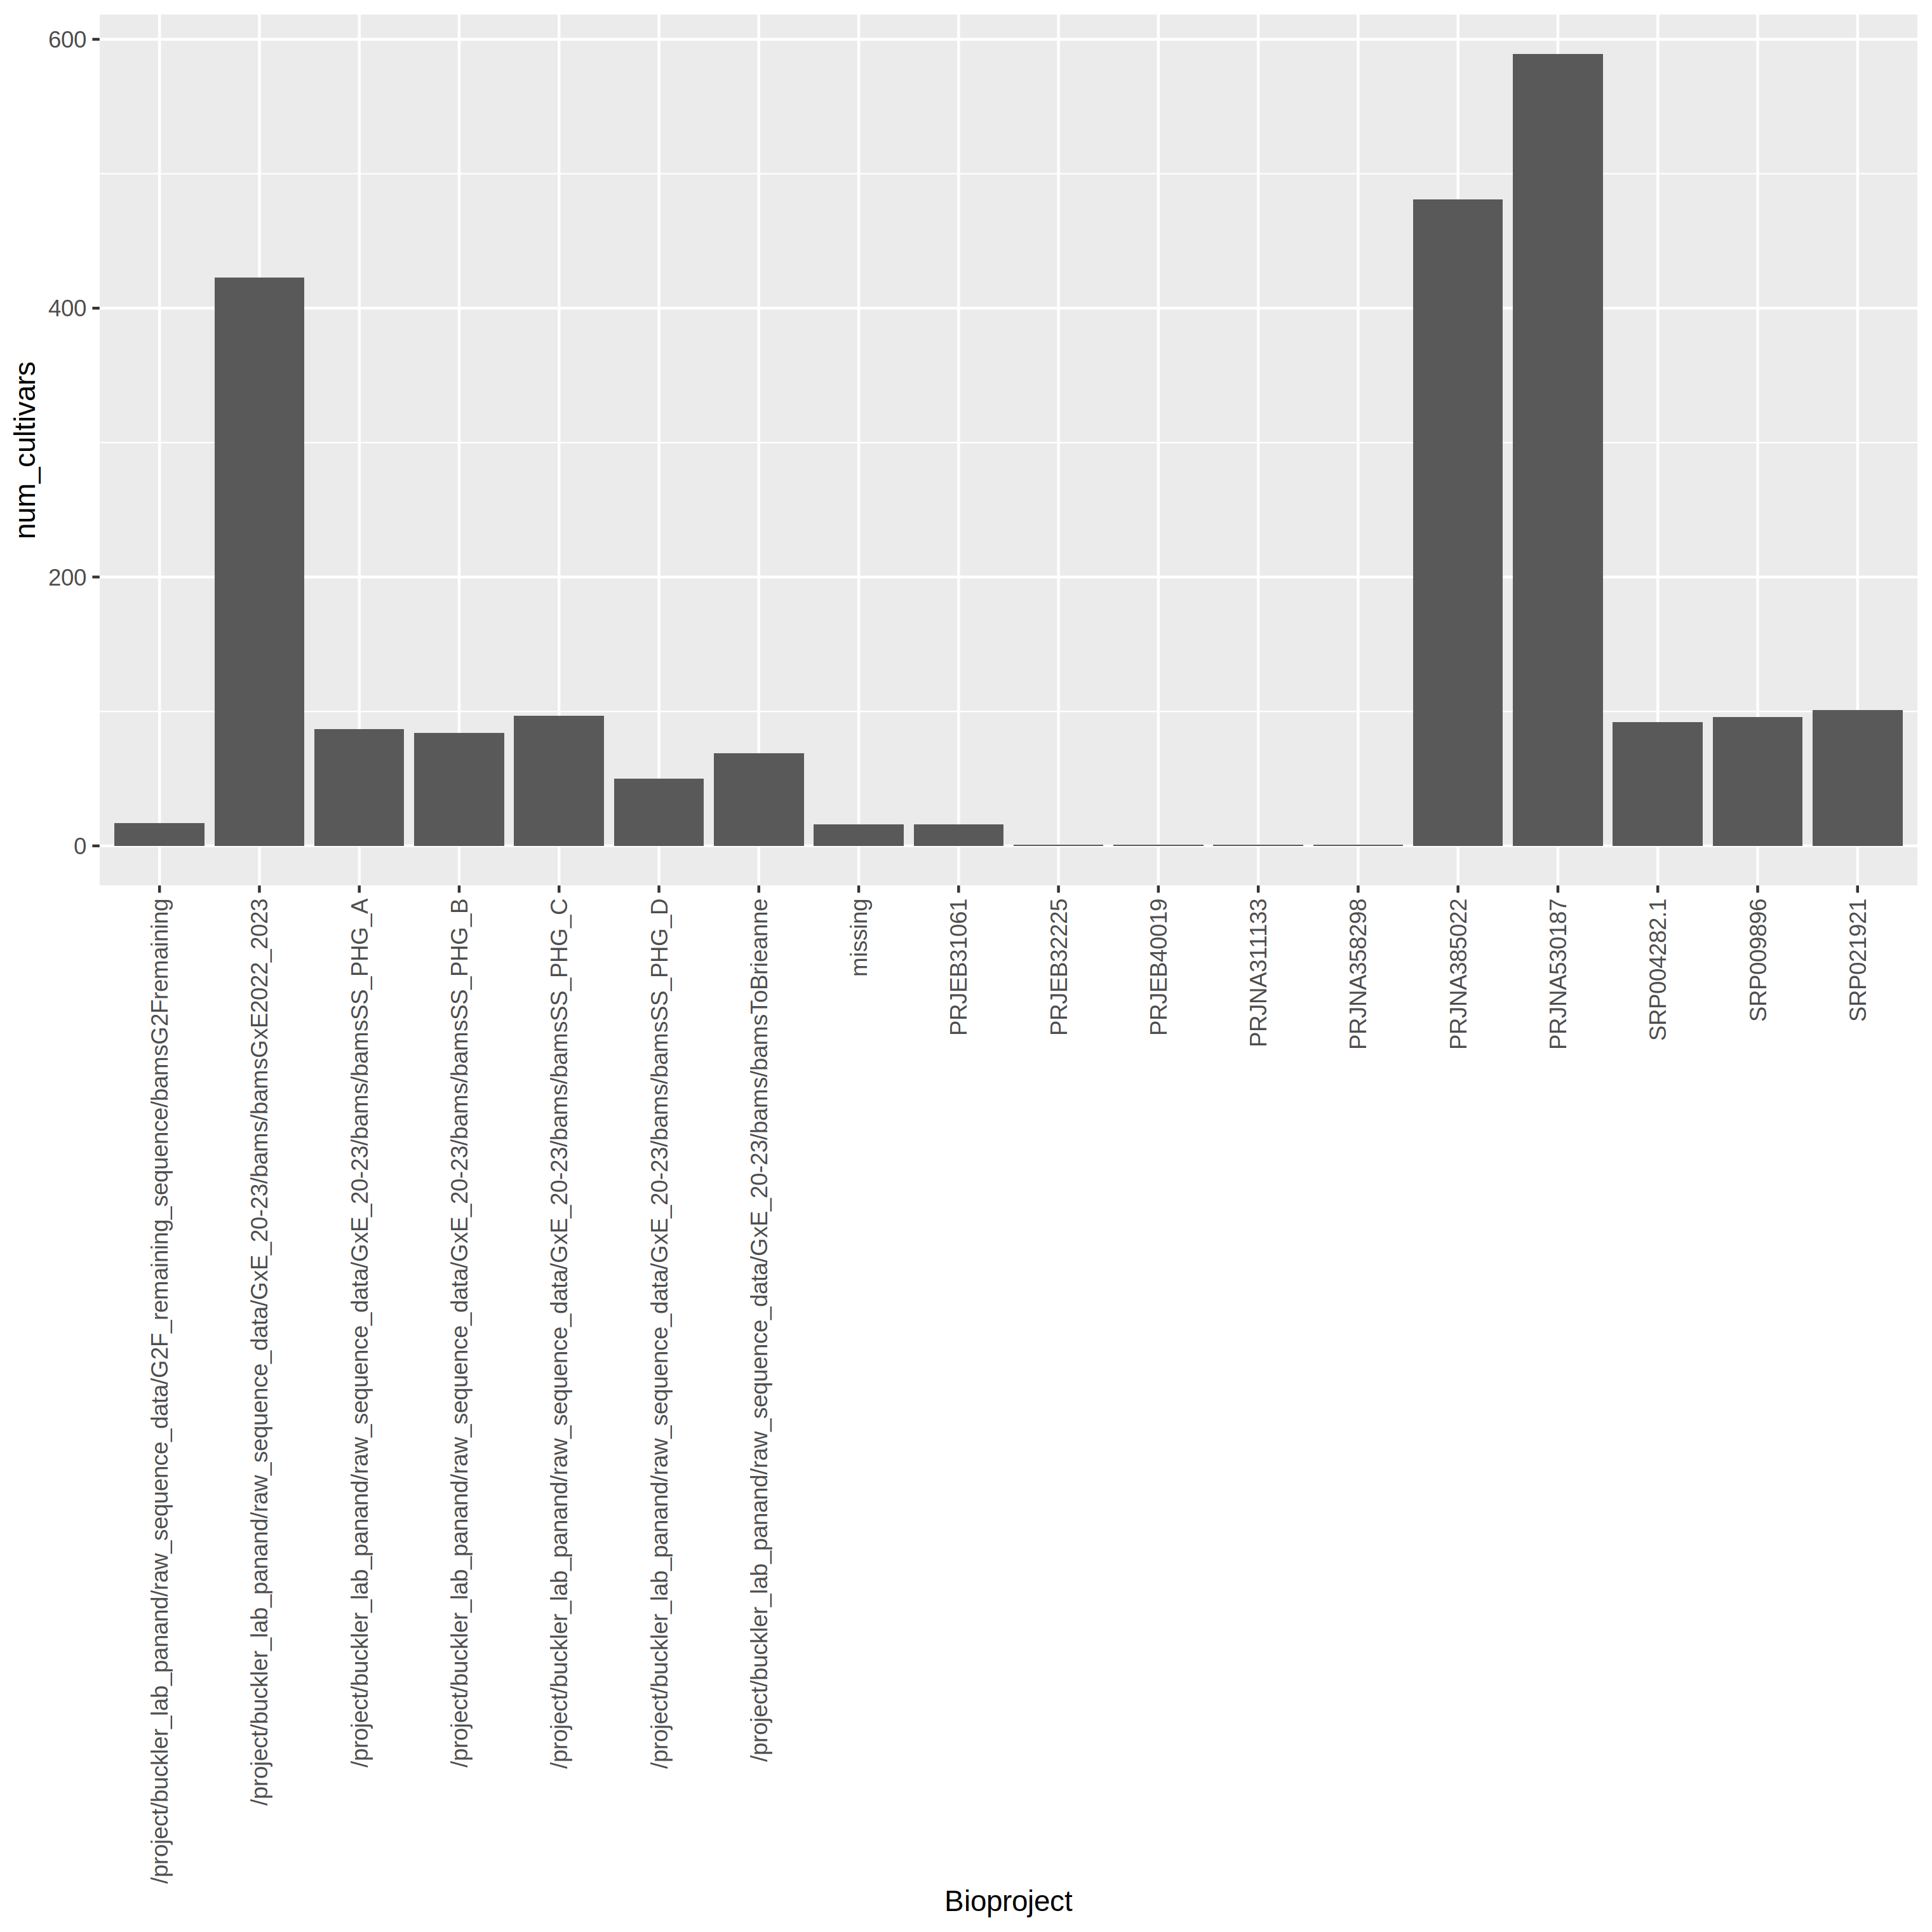 600
400
200
0
num_cultivars
/project/buckler_lab_panand/raw_sequence_data/G2F_remaining_sequence/bamsG2Fremaining
/project/buckler_lab_panand/raw_sequence_data/GxE_20-23/bams/bamsGxE2022_2023
/project/buckler_lab_panand/raw_sequence_data/GxE_20-23/bams/bamsSS_PHG_A
/project/buckler_lab_panand/raw_sequence_data/GxE_20-23/bams/bamsSS_PHG_B
/project/buckler_lab_panand/raw_sequence_data/GxE_20-23/bams/bamsSS_PHG_C
/project/buckler_lab_panand/raw_sequence_data/GxE_20-23/bams/bamsSS_PHG_D
/project/buckler_lab_panand/raw_sequence_data/GxE_20-23/bams/bamsToBrieanne
missing
PRJEB31061
PRJEB32225
PRJEB40019
PRJNA311133
PRJNA358298
PRJNA385022
PRJNA530187
SRP004282.1
SRP009896
SRP021921
Bioproject